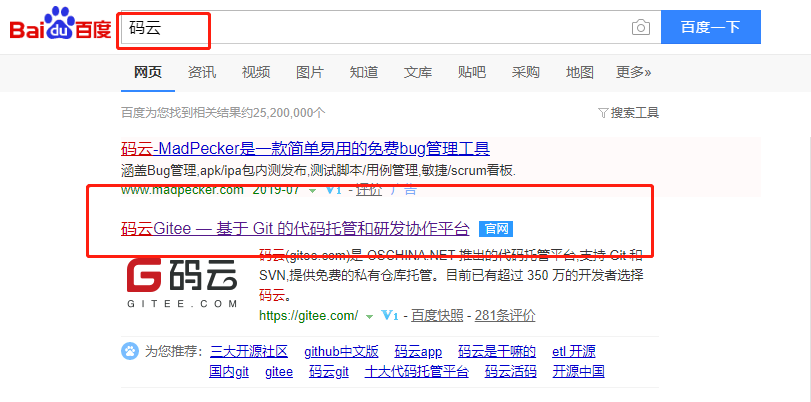 Bai du 百度 码云 百度一下
网页 资讯 视频 图片 知道 文库 贴吧 采购 地图 更多»
百度为您找到相关结果约25,200,000个 搜索工具
码云-MadPecker是一款简单易用的免费bug管理工具
涵盖Bug管理,apk/ipa包内测发布,测试脚本/用例管理,敏捷/scrum看板.
www.madpecker.com 2019-07 V1 - 评价 广告
码云Gitee — 基于 Git 的代码托管和研发协作平台 官网
码云(gitee.com)是 OSCHINA.NET 推出的代码托管平台,支持 Git 和
SVN,提供免费的私有仓库托管。目前已有超过 350 万的开发者选择
码云。
G 码云
GITEE.COM
https://gitee.com/ V1 - 百度快照 - 281条评价
为您推荐: 三大开源社区 github中文版 码云app 码云是干嘛的 etl 开源
国内git gitee 码云git 十大代码托管平台 码云活码 开源中国